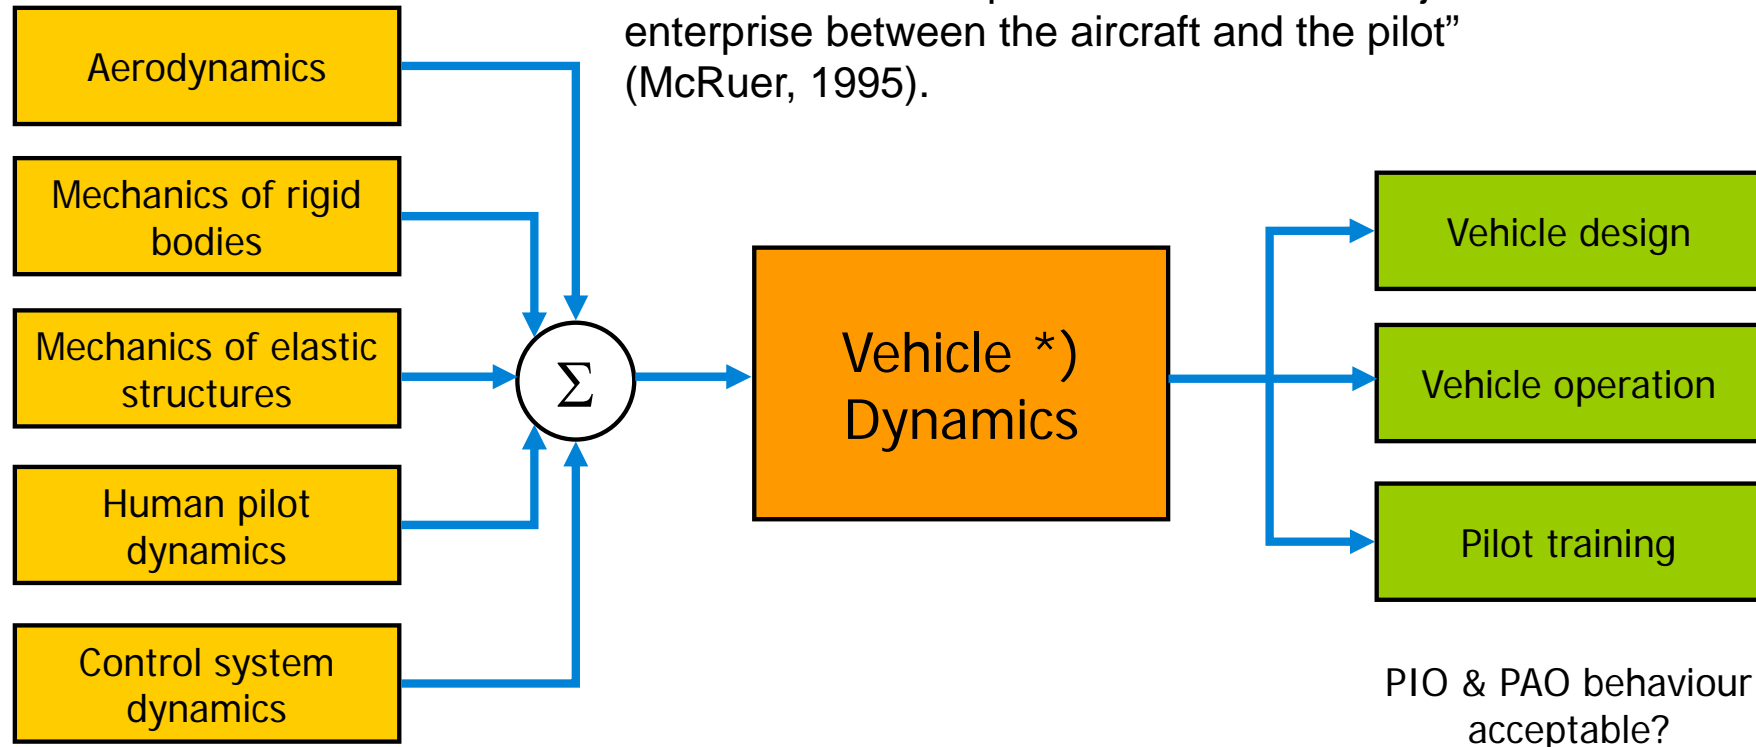 enterprise between the aircraft and the pilot”
(McRuer, 1995).
Aerodynamics
Mechanics of rigid
bodies
Mechanics of elastic
structures
Human pilot
dynamics
Control system
dynamics
Σ
Vehicle *)
Dynamics
Vehicle design
Vehicle operation
Pilot training
PIO & PAO behaviour
acceptable?